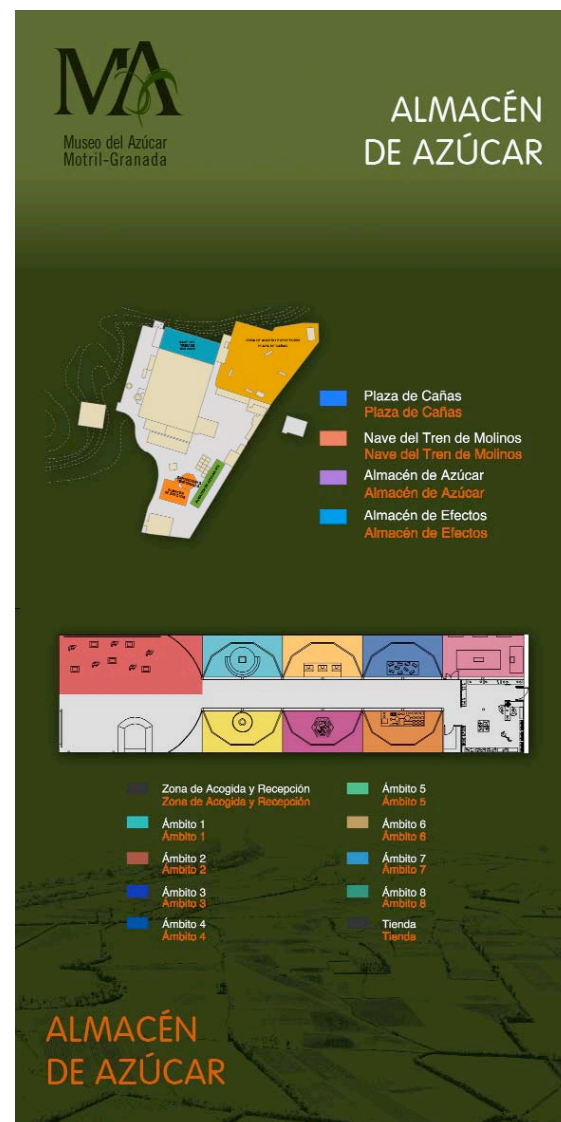 MA
Museo del Azúcar
Motril-Granada
ALMACÉN
DE AZÚCAR
Plaza de Cañas
Plaza de Cañas
Nave del Tren de Molinos
Nave del Tren de Molinos
Almacén de Azúcar
Almacén de Azúcar
Almacén de Efectos
Almacén de Efectos
Zona de Acogida y Recepción
Zona de Acogida y Recepción
Ámbito 1
Ámbito 1
Ámbito 2
Ámbito 2
Ámbito 3
Ámbito 3
Ámbito 4
Ámbito 4
Ámbito 5
Ámbito 5
Ámbito 6
Ámbito 6
Ámbito 7
Ámbito 7
Ámbito 8
Ámbito 8
Tienda
Tienda
ALMACÉN
DE AZÚCAR